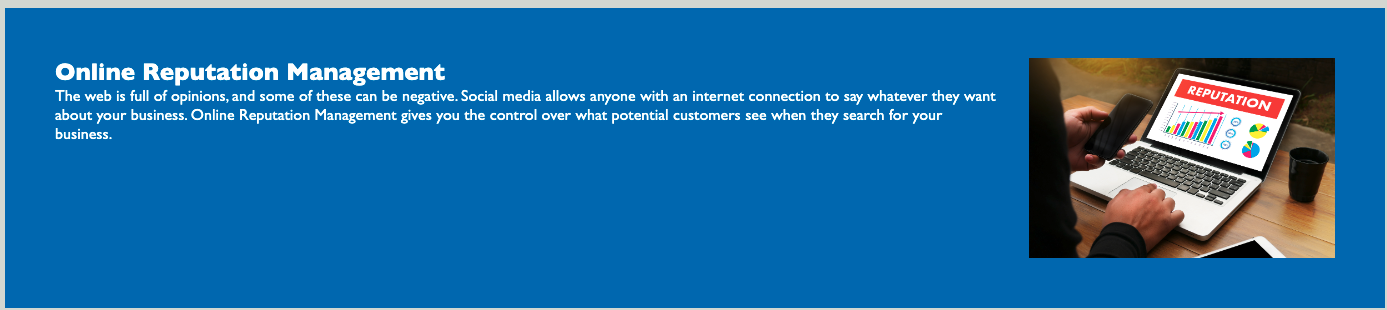 Online Reputation Management
The web is full of opinions, and some of these can be negative. Social media allows anyone with an internet connection to say whatever they want
about your business. Online Reputation Management gives you the control over what potential customers see when they search for your
business.
REPUTATION